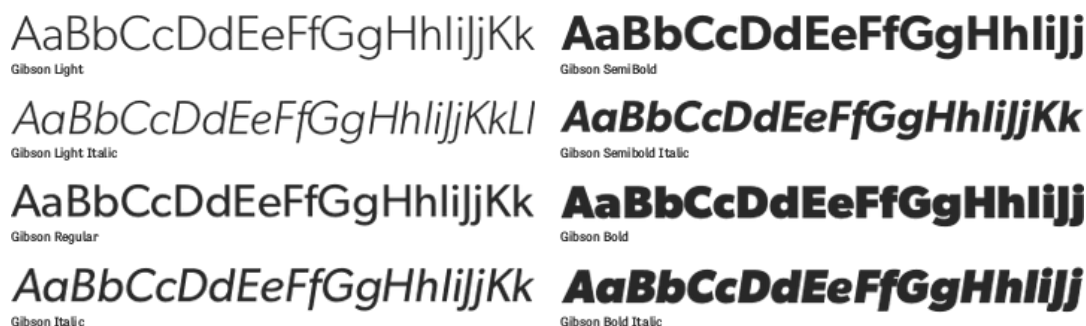 AaBbCcDdEeFfGgHhIiJjKk
Gibson Light
AaBbCcDdEeFfGgHhIiJjKkLl
Gibson Light Italic
AaBbCcDdEeFfGgHhIiJjKk
Gibson Regular
AaBbCcDdEeFfGgHhIiJjKk
Gibson Italic
AaBbCcDdEeFfGgHhIiJj
Gibson SemiBold
AaBbCcDdEeFfGgHhIiJjKk
Gibson Semibold Italic
AaBbCcDdEeFfGgHhIiJj
Gibson Bold
AaBbCcDdEeFfGgHhIiJj
Gibson Bold Italic